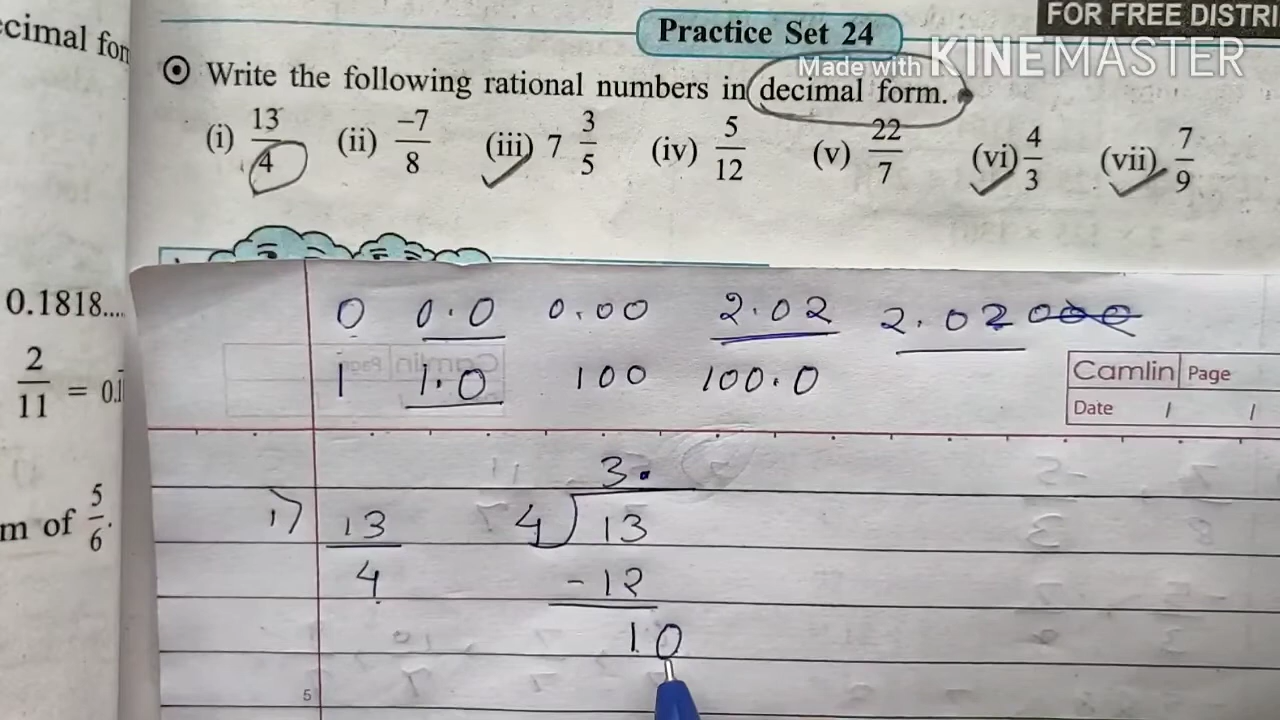 cimal for
Practice Set 24
FOR FREE DISTRI
Made with KINEMASTER
Write the following rational numbers in decimal form.
(i) 13/4 (ii) -7/8 (iii) 7 3/5 (iv) 5/12 (v) 22/7 (vi) 4/3 (vii) 7/9
0.1818....
2/11 = 0.1
m of 5/6.
0 0.0 0.00 2.02 2.02000
1 1.0 100 100.0
Camlin Page
Date / /
3.
i) 13/4 4)13
-12
10
5